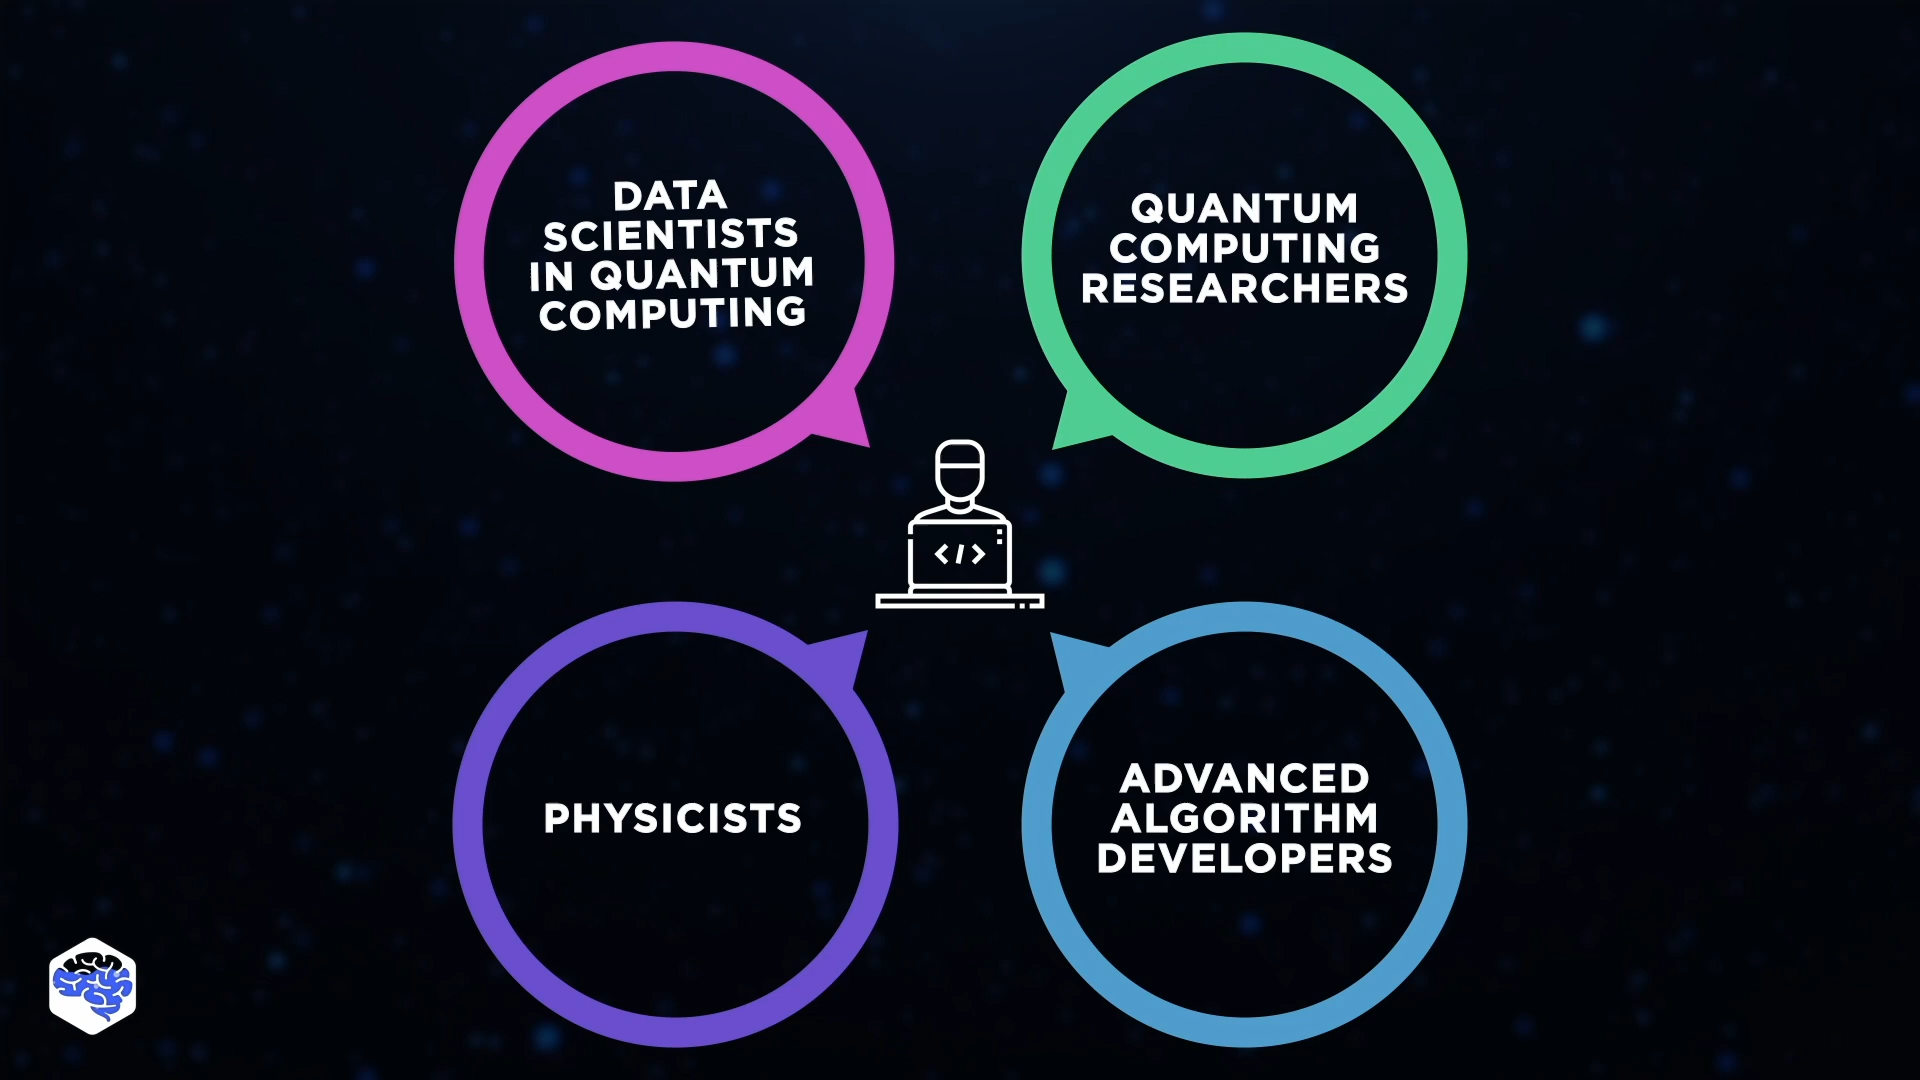 DATA
SCIENTISTS
IN QUANTUM
COMPUTING
QUANTUM
COMPUTING
RESEARCHERS
</>
PHYSICISTS
ADVANCED
ALGORITHM
DEVELOPERS